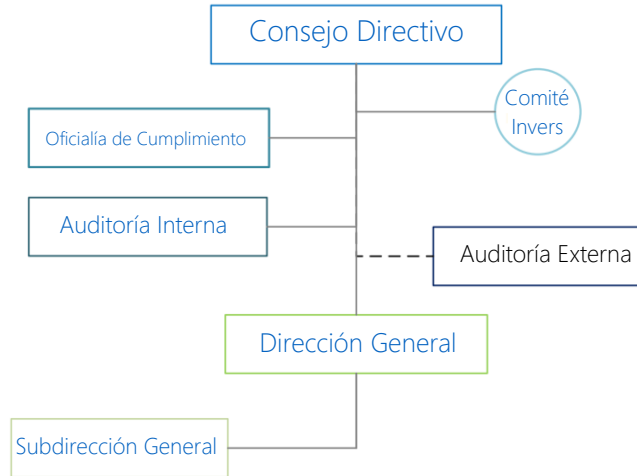 Consejo Directivo
Comité
Invers
Oficialía de Cumplimiento
Auditoría Interna
Auditoría Externa
Dirección General
Subdirección General